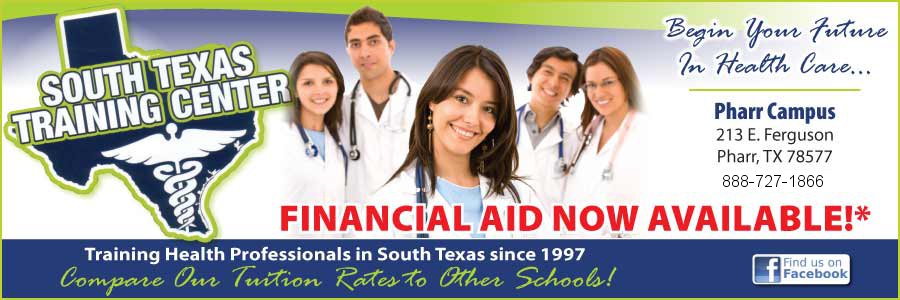 SOUTH TEXAS
TRAINING CENTER
Begin Your Future
In Health Care...
Pharr Campus
213 E. Ferguson
Pharr, TX 78577
888-727-1866
FINANCIAL AID NOW AVAILABLE!*
Training Health Professionals in South Texas since 1997
Compare Our Tuition Rates to Other Schools!
f Find us on
Facebook